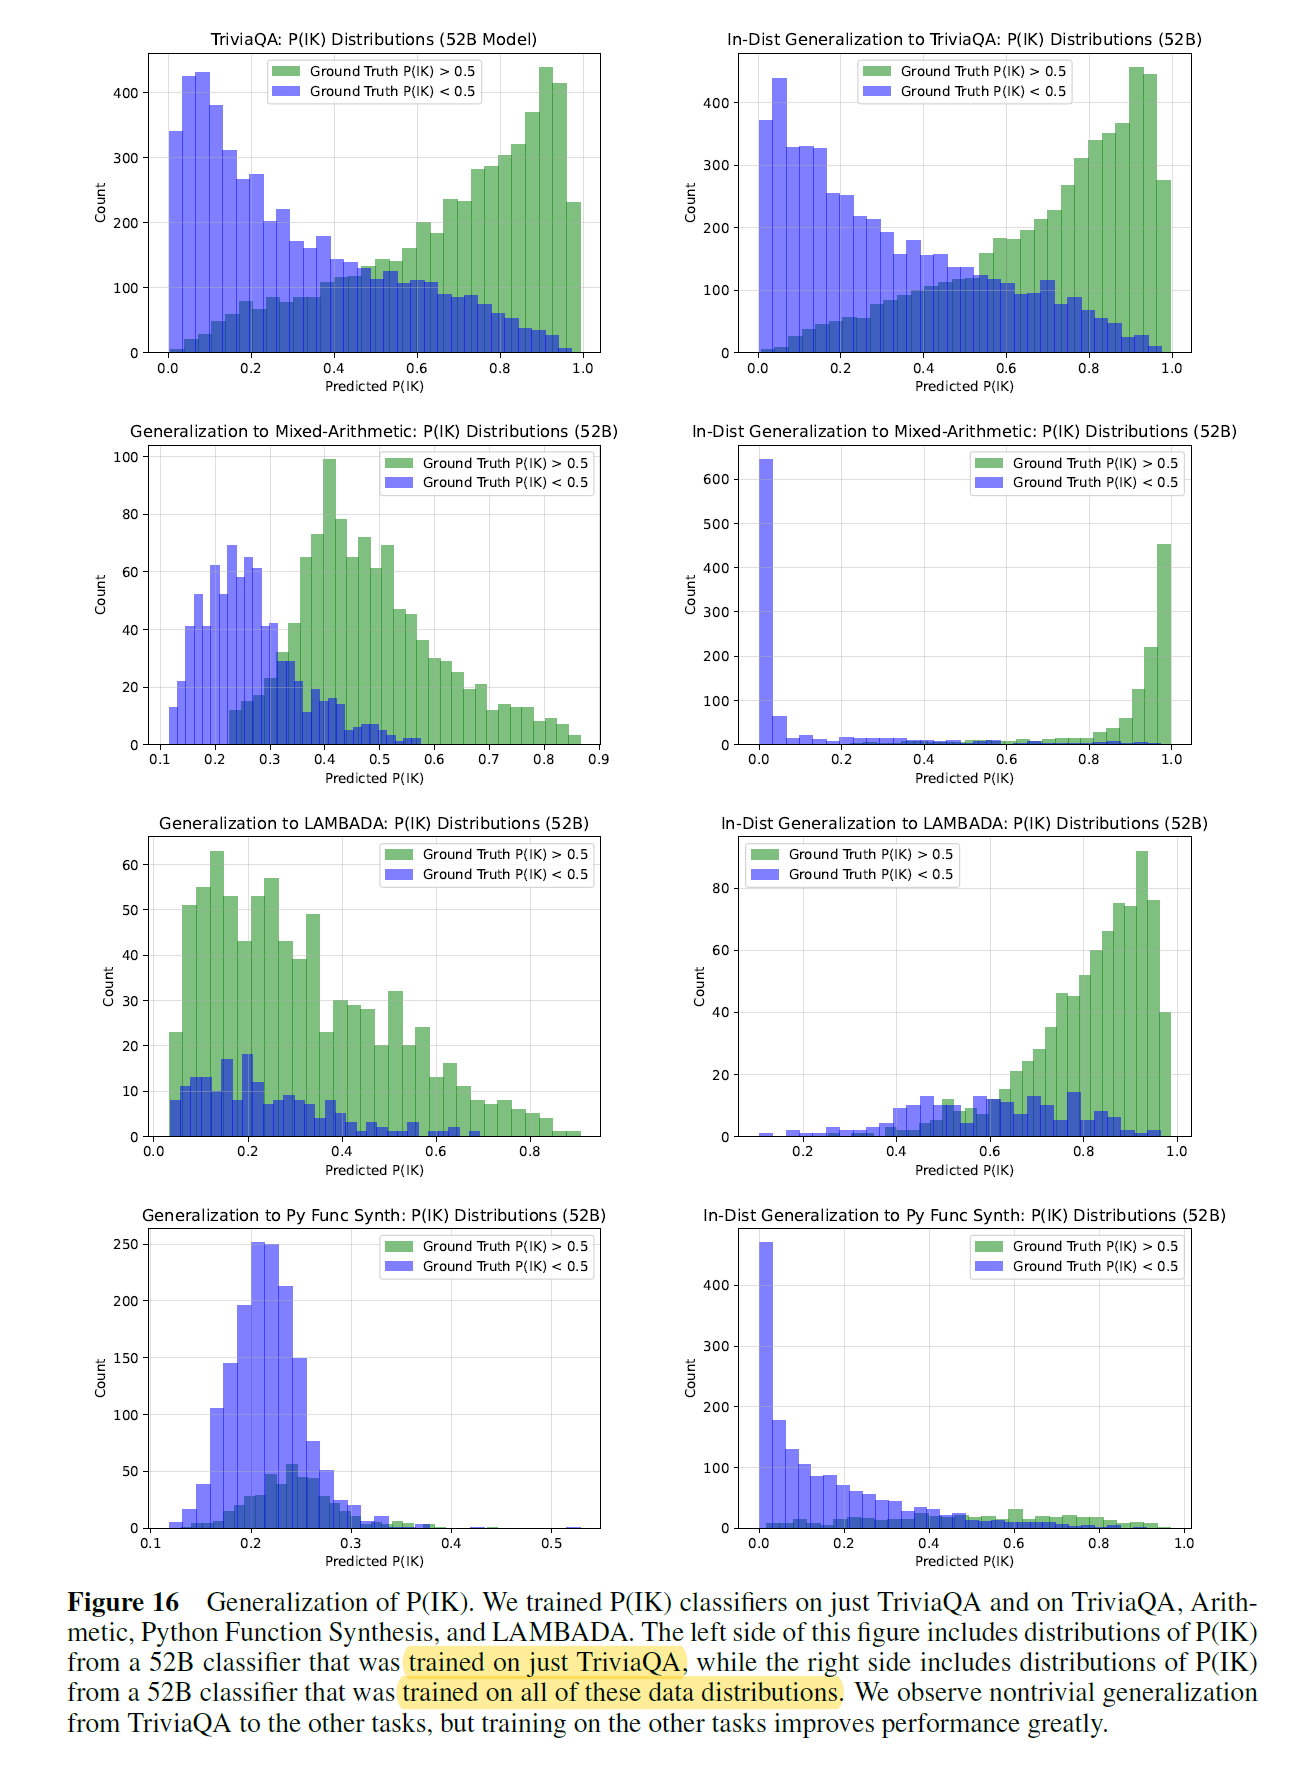 TriviaQA: P(IK) Distributions (52B Model)
Ground Truth P(IK) > 0.5
Ground Truth P(IK) < 0.5
Count
400
300
200
100
0
0.0 0.2 0.4 0.6 0.8 1.0
Predicted P(IK)
In-Dist Generalization to TriviaQA: P(IK) Distributions (52B)
Ground Truth P(IK) > 0.5
Ground Truth P(IK) < 0.5
Count
400
300
200
100
0
0.0 0.2 0.4 0.6 0.8 1.0
Predicted P(IK)
Generalization to Mixed-Arithmetic: P(IK) Distributions (52B)
Ground Truth P(IK) > 0.5
Ground Truth P(IK) < 0.5
Count
100
80
60
40
20
0
0.1 0.2 0.3 0.4 0.5 0.6 0.7 0.8 0.9
Predicted P(IK)
In-Dist Generalization to Mixed-Arithmetic: P(IK) Distributions (52B)
Ground Truth P(IK) > 0.5
Ground Truth P(IK) < 0.5
Count
600
500
400
300
200
100
0
0.0 0.2 0.4 0.6 0.8 1.0
Predicted P(IK)
Generalization to LAMBADA: P(IK) Distributions (52B)
Ground Truth P(IK) > 0.5
Ground Truth P(IK) < 0.5
Count
60
50
40
30
20
10
0
0.0 0.2 0.4 0.6 0.8
Predicted P(IK)
In-Dist Generalization to LAMBADA: P(IK) Distributions (52B)
Ground Truth P(IK) > 0.5
Ground Truth P(IK) < 0.5
Count
80
60
40
20
0
0.2 0.4 0.6 0.8 1.0
Predicted P(IK)
Generalization to Py Func Synth: P(IK) Distributions (52B)
Ground Truth P(IK) > 0.5
Ground Truth P(IK) < 0.5
Count
250
200
150
100
50
0
0.1 0.2 0.3 0.4 0.5
Predicted P(IK)
In-Dist Generalization to Py Func Synth: P(IK) Distributions (52B)
Ground Truth P(IK) > 0.5
Ground Truth P(IK) < 0.5
Count
400
300
200
100
0
0.0 0.2 0.4 0.6 0.8 1.0
Predicted P(IK)
Figure 16 Generalization of P(IK). We trained P(IK) classifiers on just TriviaQA and on TriviaQA, Arith-
metic, Python Function Synthesis, and LAMBADA. The left side of this figure includes distributions of P(IK)
from a 52B classifier that was trained on just TriviaQA, while the right side includes distributions of P(IK)
from a 52B classifier that was trained on all of these data distributions. We observe nontrivial generalization
from TriviaQA to the other tasks, but training on the other tasks improves performance greatly.